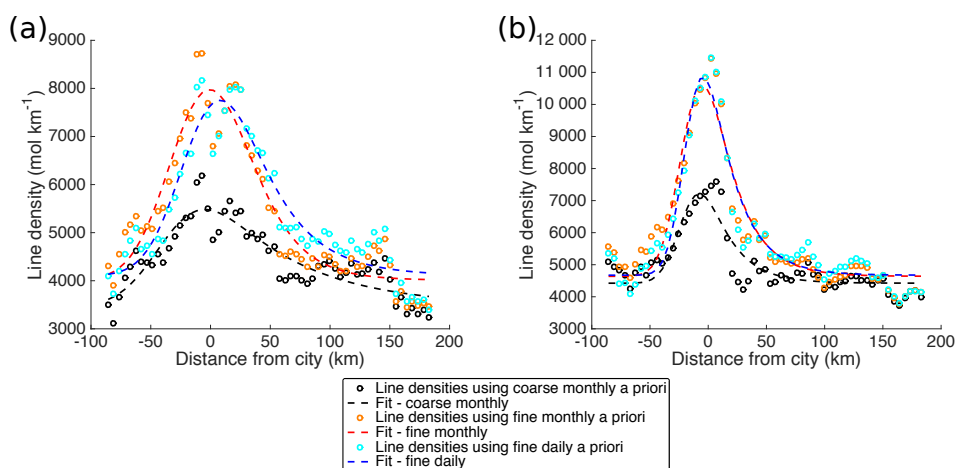 (a)
9000
8000
7000
6000
5000
4000
3000
Line density (mol km-1)
-100 -50 0 50 100 150 200
Distance from city (km)
(b)
12 000
11 000
10 000
9000
8000
7000
6000
5000
4000
3000
Line density (mol km-1)
-100 -50 0 50 100 150 200
Distance from city (km)
Line densities using coarse monthly a priori
Fit - coarse monthly
Line densities using fine monthly a priori
Fit - fine monthly
Line densities using fine daily a priori
Fit - fine daily